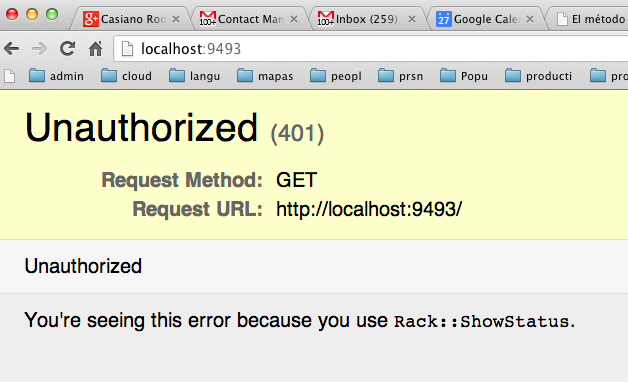 Casiano Rod
Contact Man
Inbox (259)
27 Google Cale
El método
localhost:9493
admin cloud langu mapas peopl prsn Popu producti pro
Unauthorized (401)
Request Method: GET
Request URL: http://localhost:9493/
Unauthorized
You're seeing this error because you use Rack::ShowStatus.